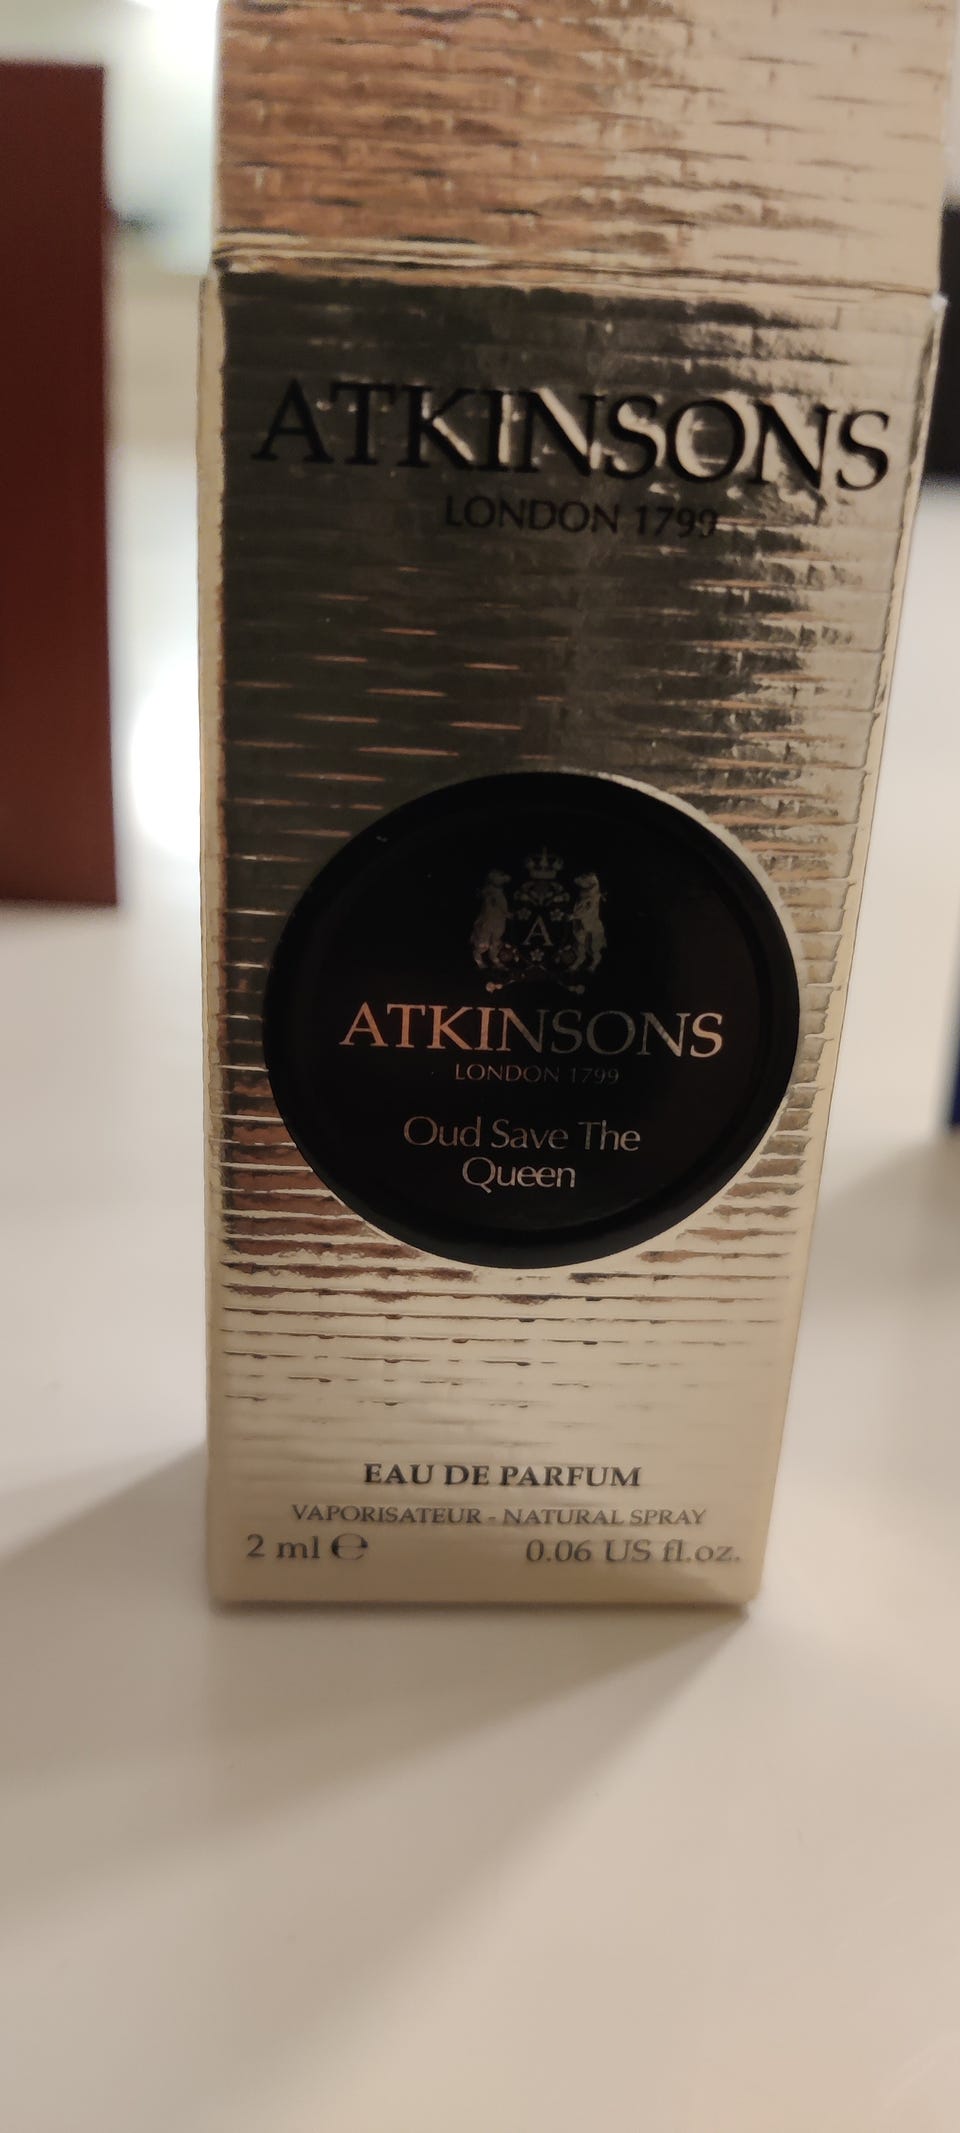 ATKINSONS
LONDON 1799
A
ATKINSONS
LONDON 1799
Oud Save The
Queen
EAU DE PARFUM
VAPORISATEUR - NATURAL SPRAY
2 ml ℮ 0.06 US fl.oz.